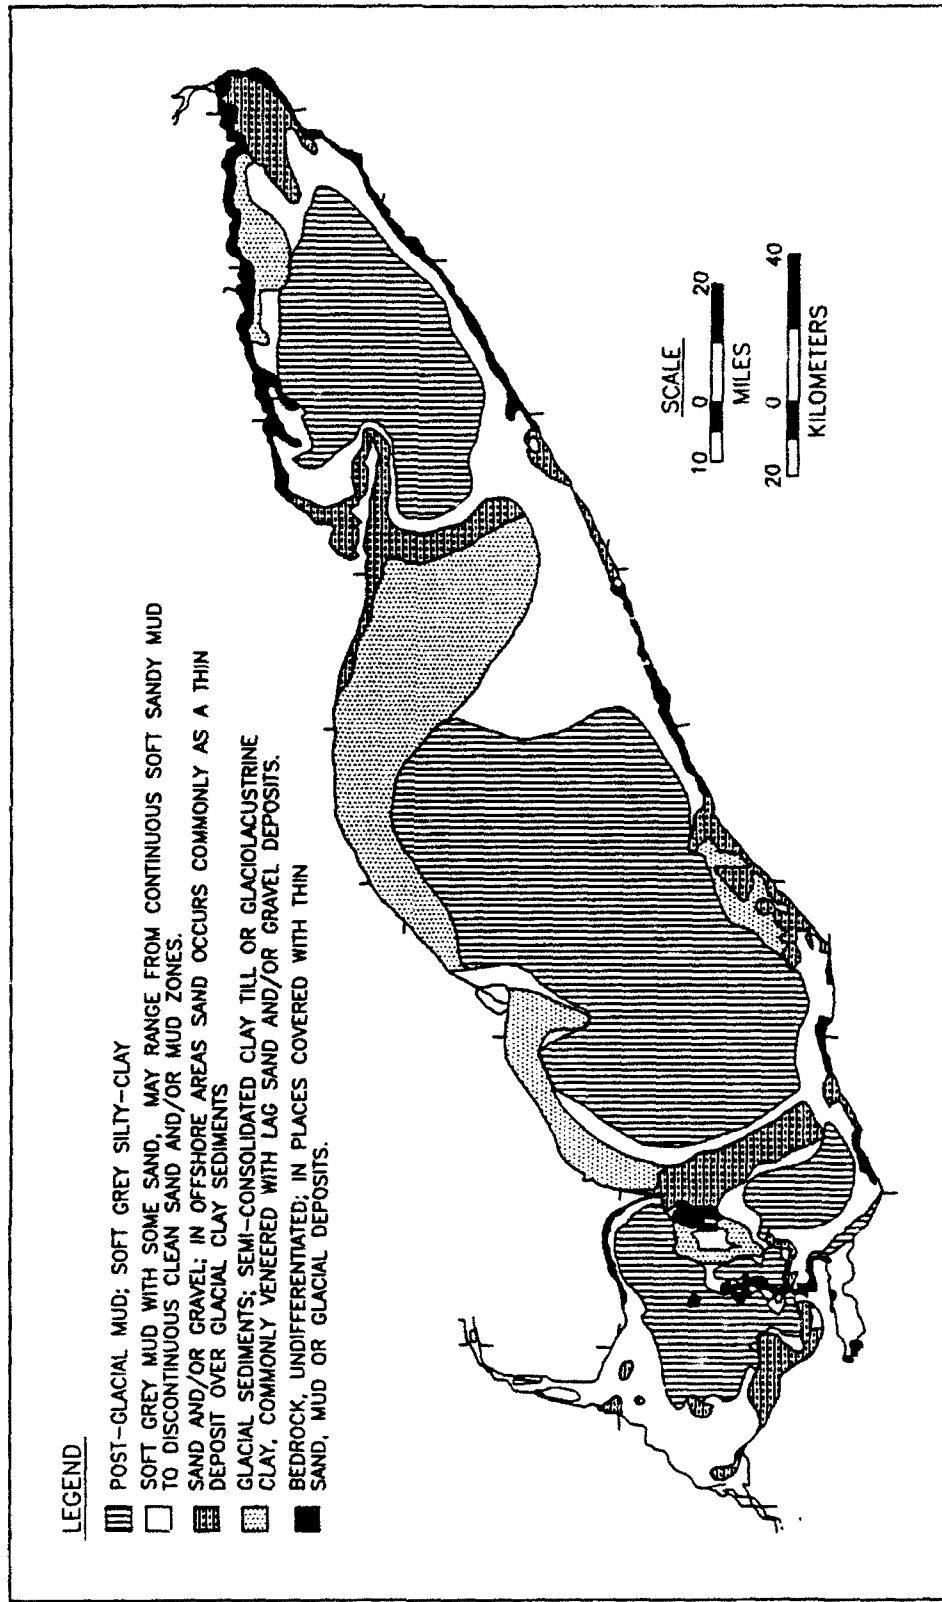 LEGEND
POST-GLACIAL MUD; SOFT GREY SILTY-CLAY
SOFT GREY MUD WITH SOME SAND, MAY RANGE FROM CONTINUOUS SOFT SANDY MUD
TO DISCONTINUOUS CLEAN SAND AND/OR MUD ZONES.
SAND AND/OR GRAVEL; IN OFFSHORE AREAS SAND OCCURS COMMONLY AS A THIN
DEPOSIT OVER GLACIAL CLAY SEDIMENTS
GLACIAL SEDIMENTS; SEMI-CONSOLIDATED CLAY TILL OR GLACIOLACUSTRINE
CLAY, COMMONLY VENEERED WITH LAG SAND AND/OR GRAVEL DEPOSITS.
BEDROCK, UNDIFFERENTIATED; IN PLACES COVERED WITH THIN
SAND, MUD OR GLACIAL DEPOSITS.
SCALE
10 0 20
MILES
20 0 40
KILOMETERS